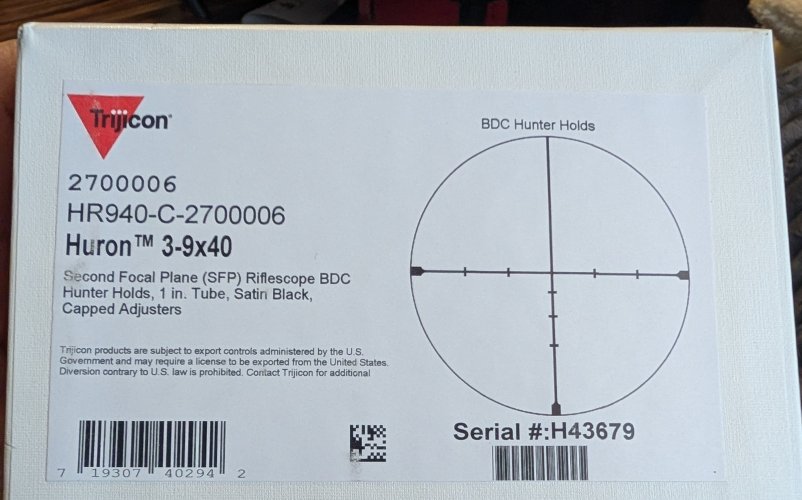 Trijicon
2700006
HR940-C-2700006
Huron™ 3-9x40
Second Focal Plane (SFP) Riflescope BDC
Hunter Holds, 1 in. Tube, Satin Black,
Capped Adjusters
Trijicon products are subject to export controls administered by the U.S.
Government and may require a license to be exported from the United States.
Diversion contrary to U.S. law is prohibited. Contact Trijicon for additional
7 19307 40294 2
BDC Hunter Holds
Serial #:H43679